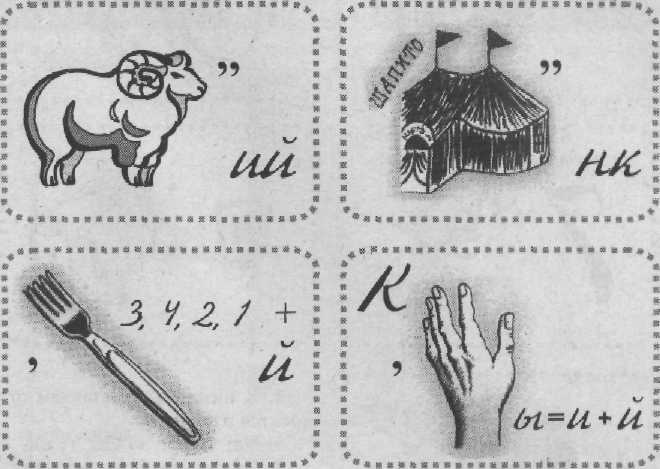 ”
ий
ШАПИТО
”
нк
3, 4, 2, 1 +
,
й
К
,
ы=и+й